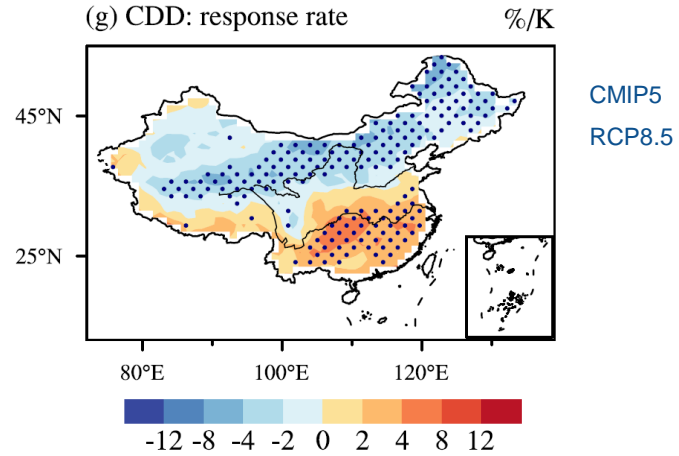 (g) CDD: response rate %/K
CMIP5
45°N
RCP8.5
25°N
80°E 100°E 120°E
-12 -8 -4 -2 0 2 4 8 12